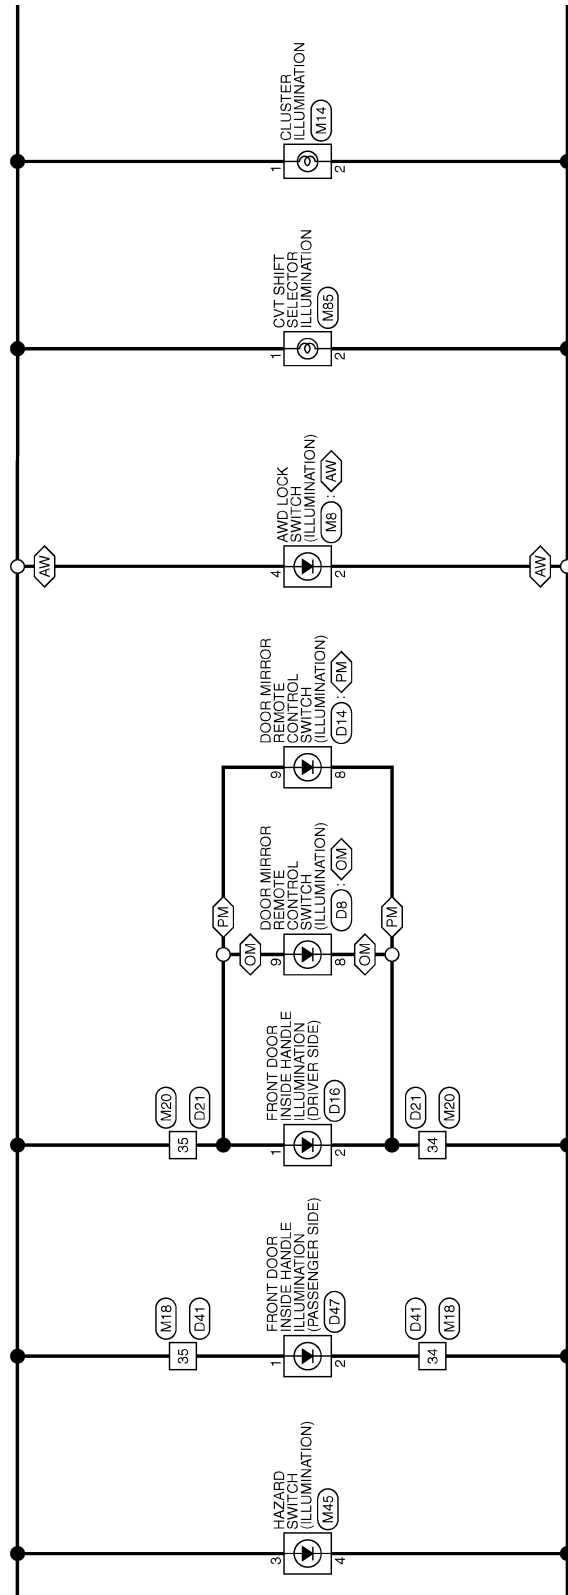 CLUSTER
ILLUMINATION
M14
1
2
CVT SHIFT
SELECTOR
ILLUMINATION
M85
1
2
AWD LOCK
SWITCH
(ILLUMINATION)
M8 : AW
AW
4
2
AW
DOOR MIRROR
REMOTE
CONTROL
SWITCH
(ILLUMINATION)
D14 : PM
9
8
DOOR MIRROR
REMOTE
CONTROL
SWITCH
(ILLUMINATION)
D8 : OM
PM
OM
9
8
OM
PM
FRONT DOOR
INSIDE HANDLE
ILLUMINATION
(DRIVER SIDE)
D16
M20
D21
35
1
2
D21
M20
34
FRONT DOOR
INSIDE HANDLE
ILLUMINATION
(PASSENGER SIDE)
D47
M18
D41
35
1
2
D41
M18
34
HAZARD
SWITCH
(ILLUMINATION)
M45
3
4